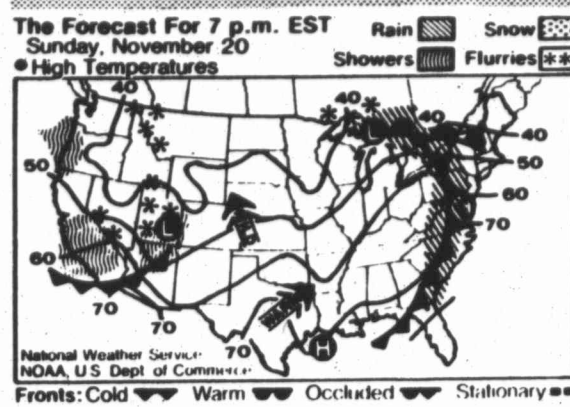 The Forecast For 7 p.m. EST
Sunday, November 20
High Temperatures
Rain Snow
Showers Flurries
40
40
40
40
50
50
60
70
60
70
70
70
L
L
H
National Weather Service
NOAA, U S Dept of Commerce
Fronts: Cold Warm Occluded Stationary